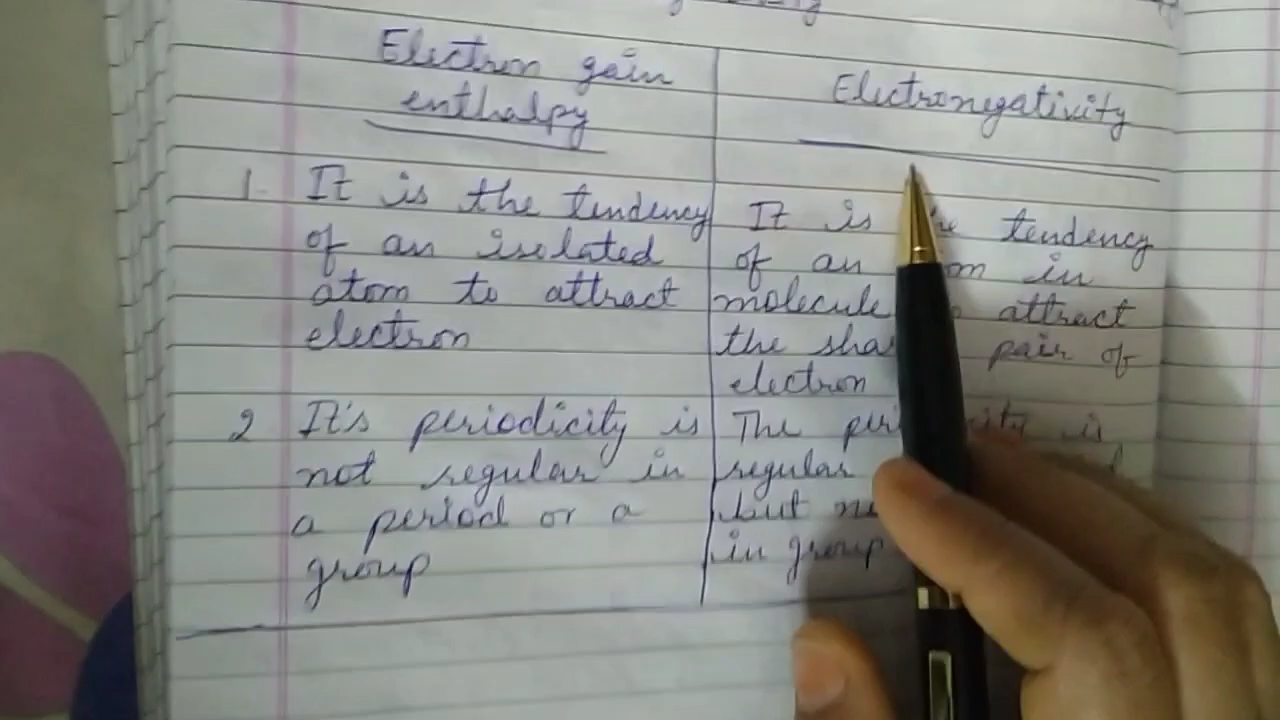 Electron gain
enthalpy
Electronegativity
1. It is the tendency
of an isolated
atom to attract
electron
It is tendency
of an in
molecule attract
the pair of
electron
2 It's periodicity is
not regular in
a period or a
group
The is
regular
but
in group